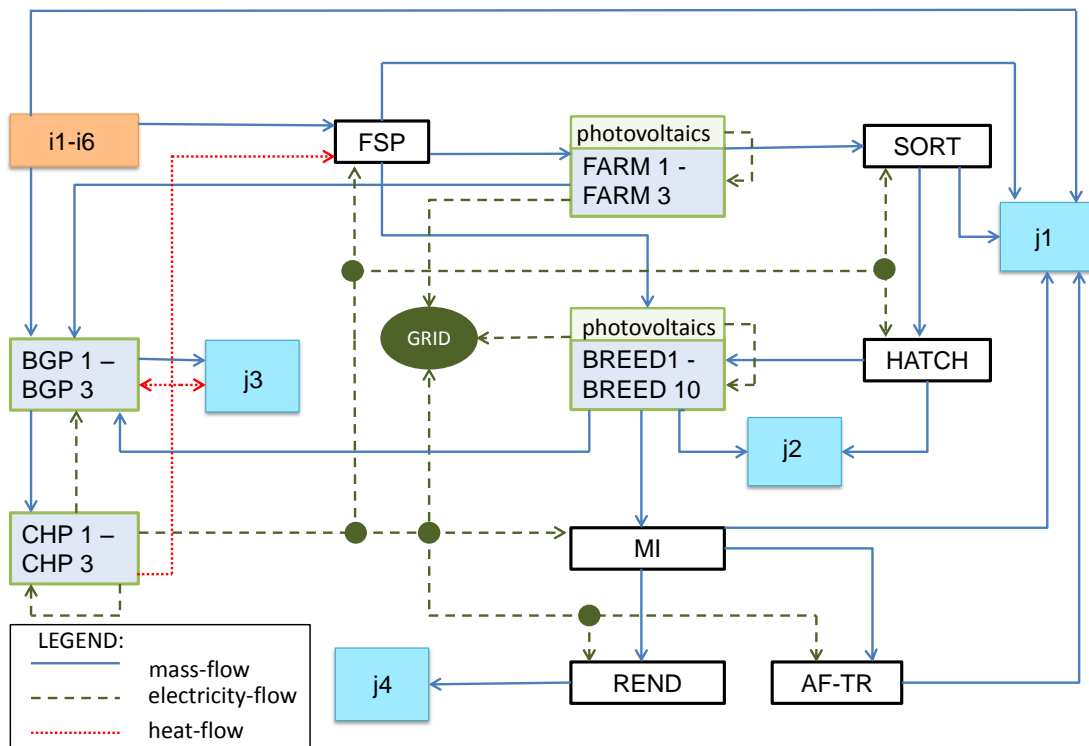 i1-i6
FSP
photovoltaics
FARM 1 -
FARM 3
SORT
j1
GRID
photovoltaics
BREED1 -
BREED 10
HATCH
BGP 1 –
BGP 3
j3
j2
CHP 1 –
CHP 3
MI
LEGEND:
mass-flow
electricity-flow
heat-flow
j4
REND
AF-TR